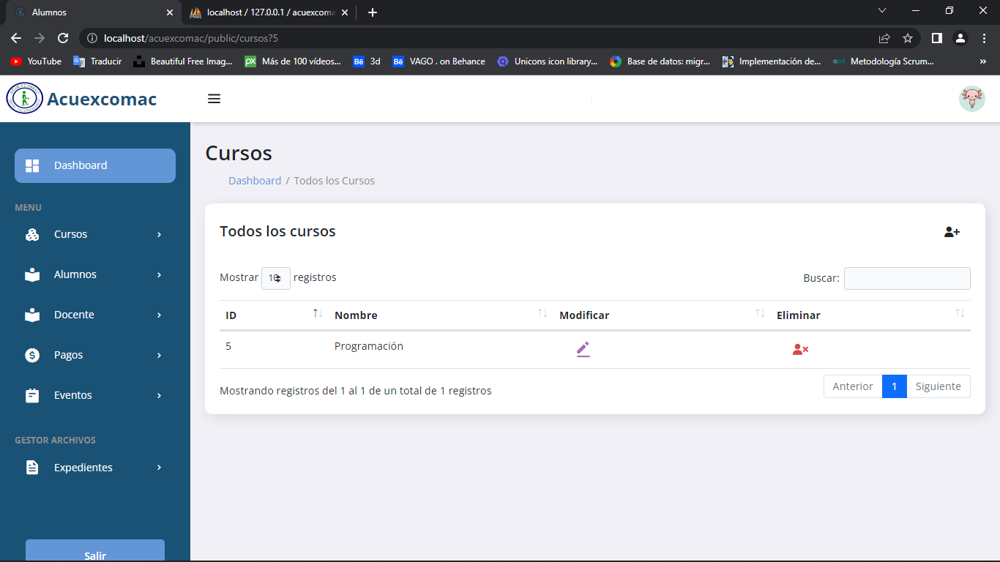 Alumnos
localhost / 127.0.0.1 / acuexcoma
localhost/acuexcomac/public/cursos?5
YouTube Traducir Beautiful Free Imag... Más de 100 vídeos... Bē 3d Bē VAGO . on Behance Unicons icon library... Base de datos: migr... Implementación de... apd Metodología Scrum... »
Acuexcomac
Dashboard
MENU
Cursos
Alumnos
Docente
Pagos
Eventos
GESTOR ARCHIVOS
Expedientes
Salir
Cursos
Dashboard / Todos los Cursos
Todos los cursos
Mostrar 10 registros Buscar:
ID Nombre Modificar Eliminar
5 Programación
Mostrando registros del 1 al 1 de un total de 1 registros
Anterior 1 Siguiente